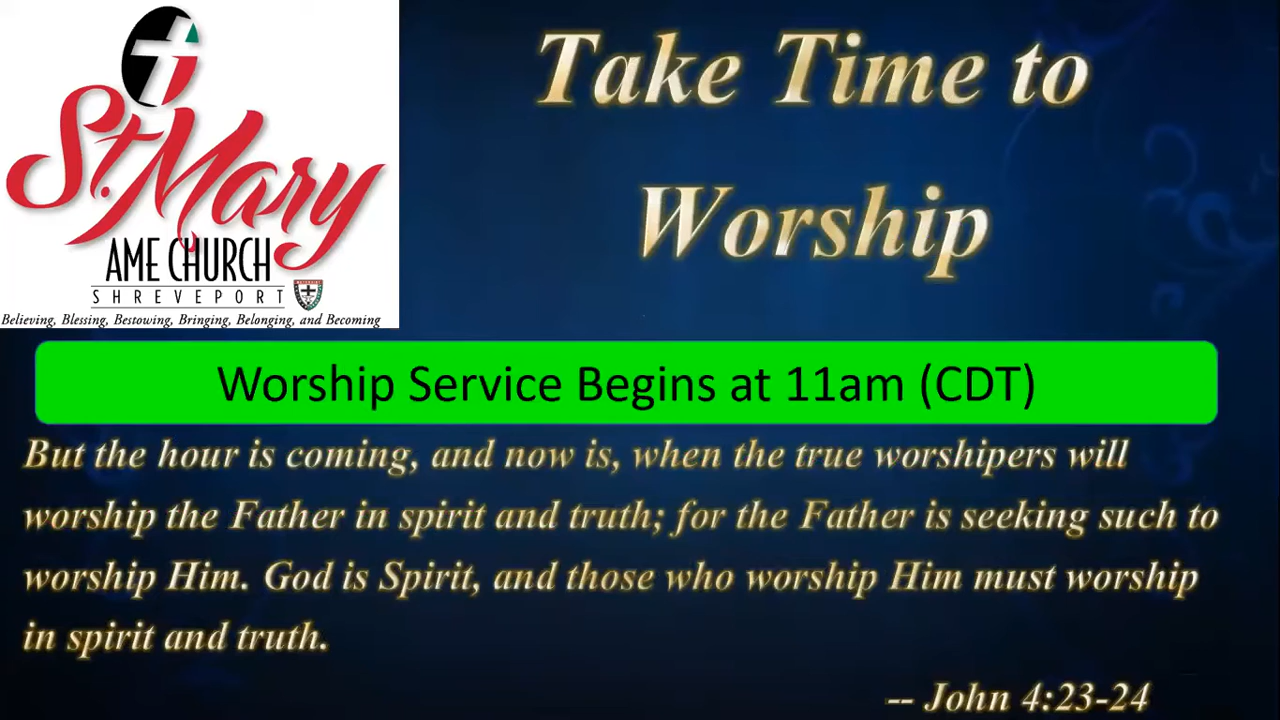 St. Mary
AME CHURCH
SHREVEPORT
Believing, Blessing, Bestowing, Bringing, Belonging, and Becoming
Take Time to
Worship
Worship Service Begins at 11am (CDT)
But the hour is coming, and now is, when the true worshipers will
worship the Father in spirit and truth; for the Father is seeking such to
worship Him. God is Spirit, and those who worship Him must worship
in spirit and truth.
-- John 4:23-24